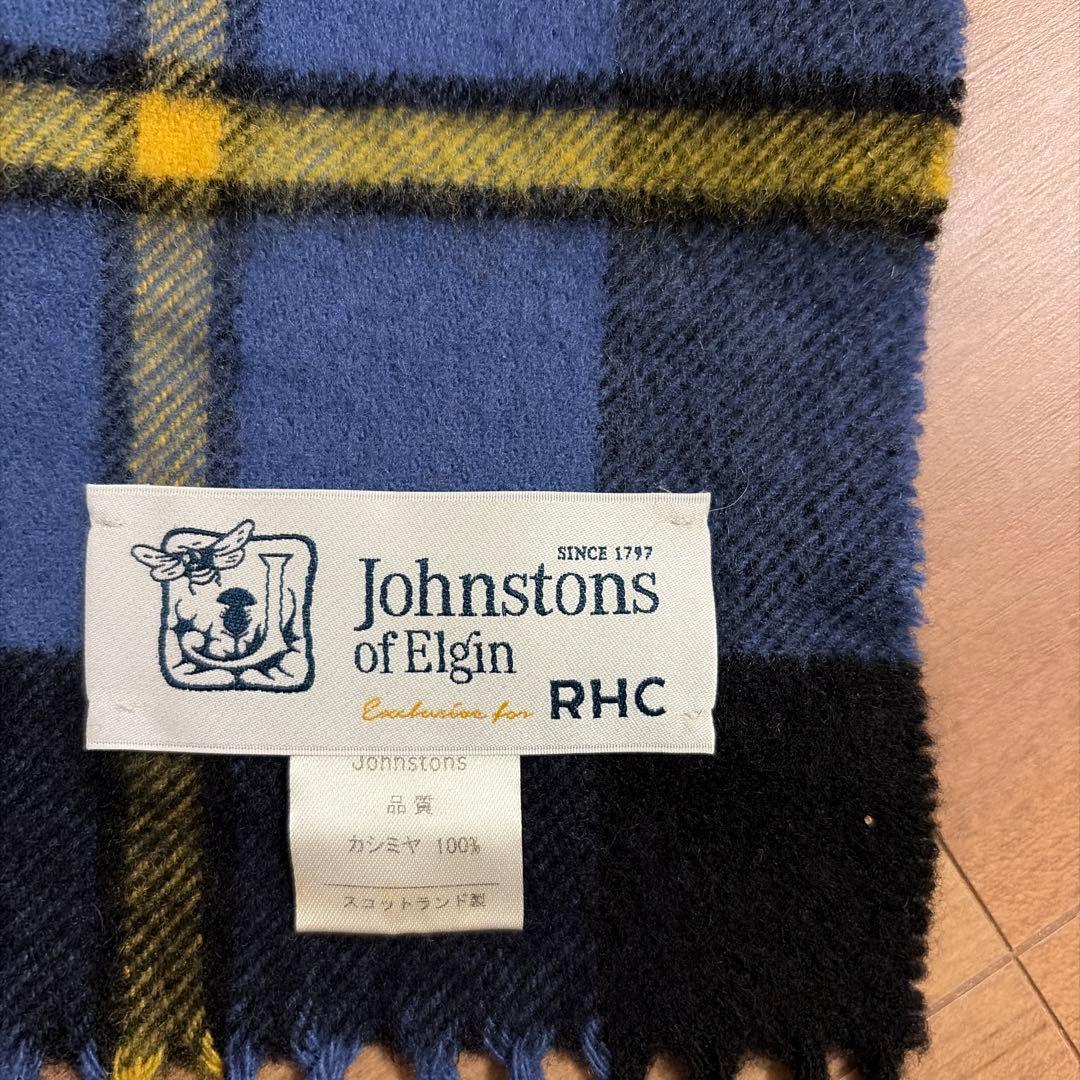 SINCE 1797
Johnstons
of Elgin
Exclusive for RHC
Johnstons
品質
カシミヤ 100%
スコットランド製